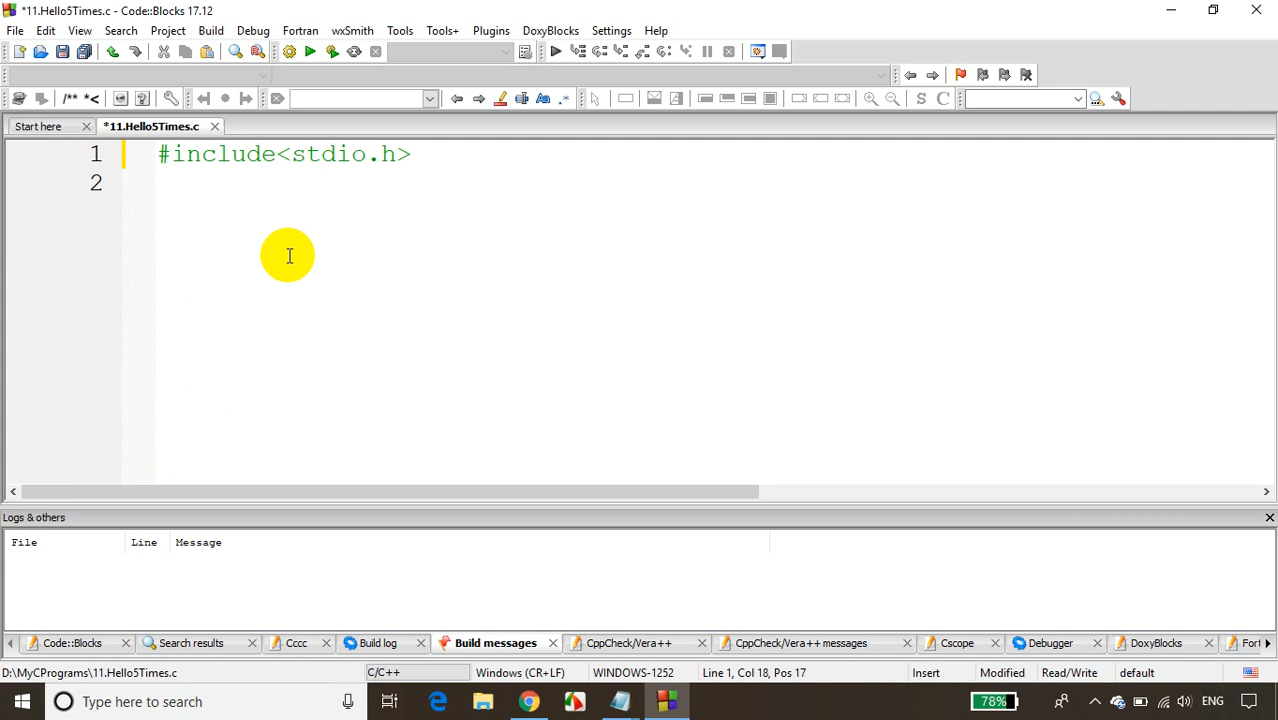 *11.Hello5Times.c - Code::Blocks 17.12
File Edit View Search Project Build Debug Fortran wxSmith Tools Tools+ Plugins DoxyBlocks Settings Help
/** *<
S C
Start here *11.Hello5Times.c
1 #include<stdio.h>
2
Logs & others
File Line Message
Code::Blocks Search results Cccc Build log Build messages CppCheck/Vera++ CppCheck/Vera++ messages Cscope Debugger DoxyBlocks Fort
D:\MyCPrograms\11.Hello5Times.c C/C++ Windows (CR+LF) WINDOWS-1252 Line 1, Col 18, Pos 17 Insert Modified Read/Write default
Type here to search 78% ENG